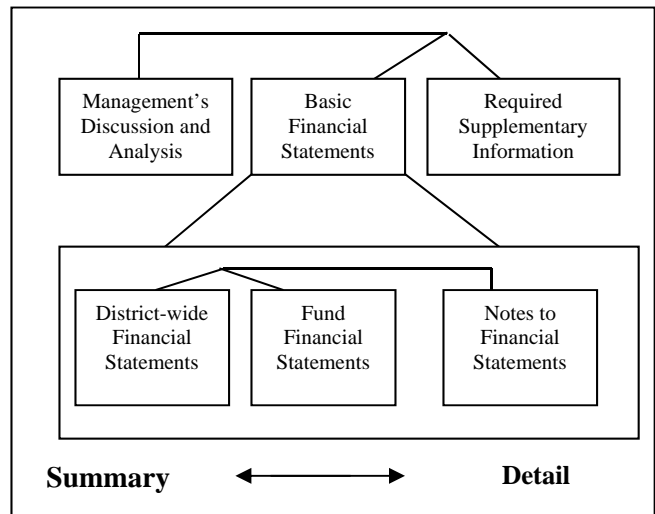 Management's
Discussion and
Analysis
Basic
Financial
Statements
Required
Supplementary
Information
District-wide
Financial
Statements
Fund
Financial
Statements
Notes to
Financial
Statements
Summary
Detail